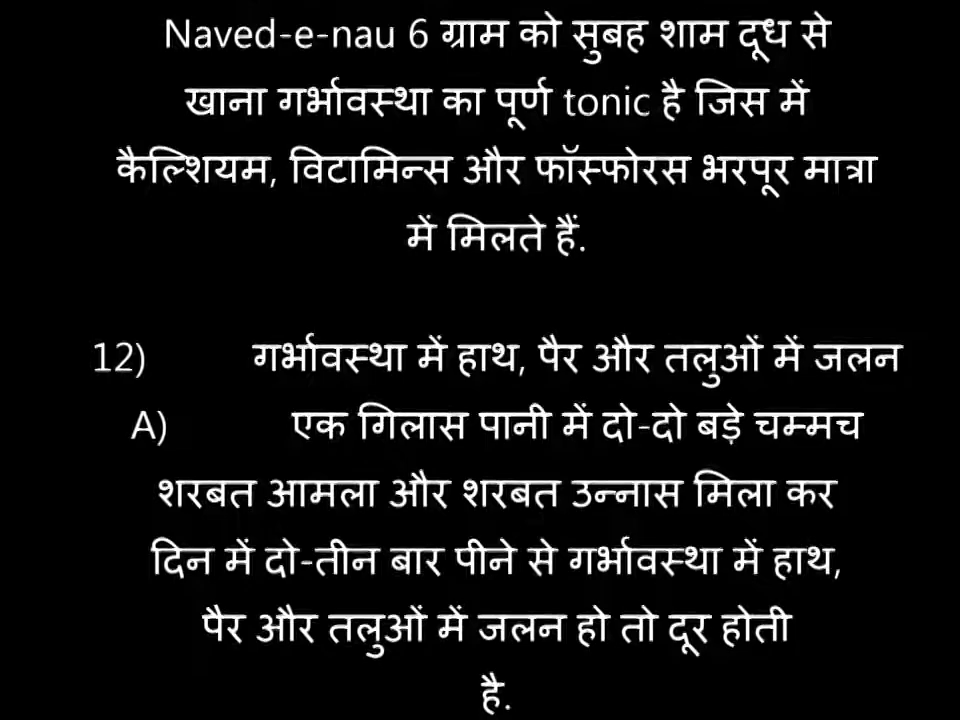 Naved-e-nau 6 ग्राम को सुबह शाम दूध से
खाना गर्भावस्था का पूर्ण tonic है जिस में
कैल्शियम, विटामिन्स और फॉस्फोरस भरपूर मात्रा
में मिलते हैं.
12) गर्भावस्था में हाथ, पैर और तलुओं में जलन
A) एक गिलास पानी में दो-दो बड़े चम्मच
शरबत आमला और शरबत उन्नास मिला कर
दिन में दो-तीन बार पीने से गर्भावस्था में हाथ,
पैर और तलुओं में जलन हो तो दूर होती
है.